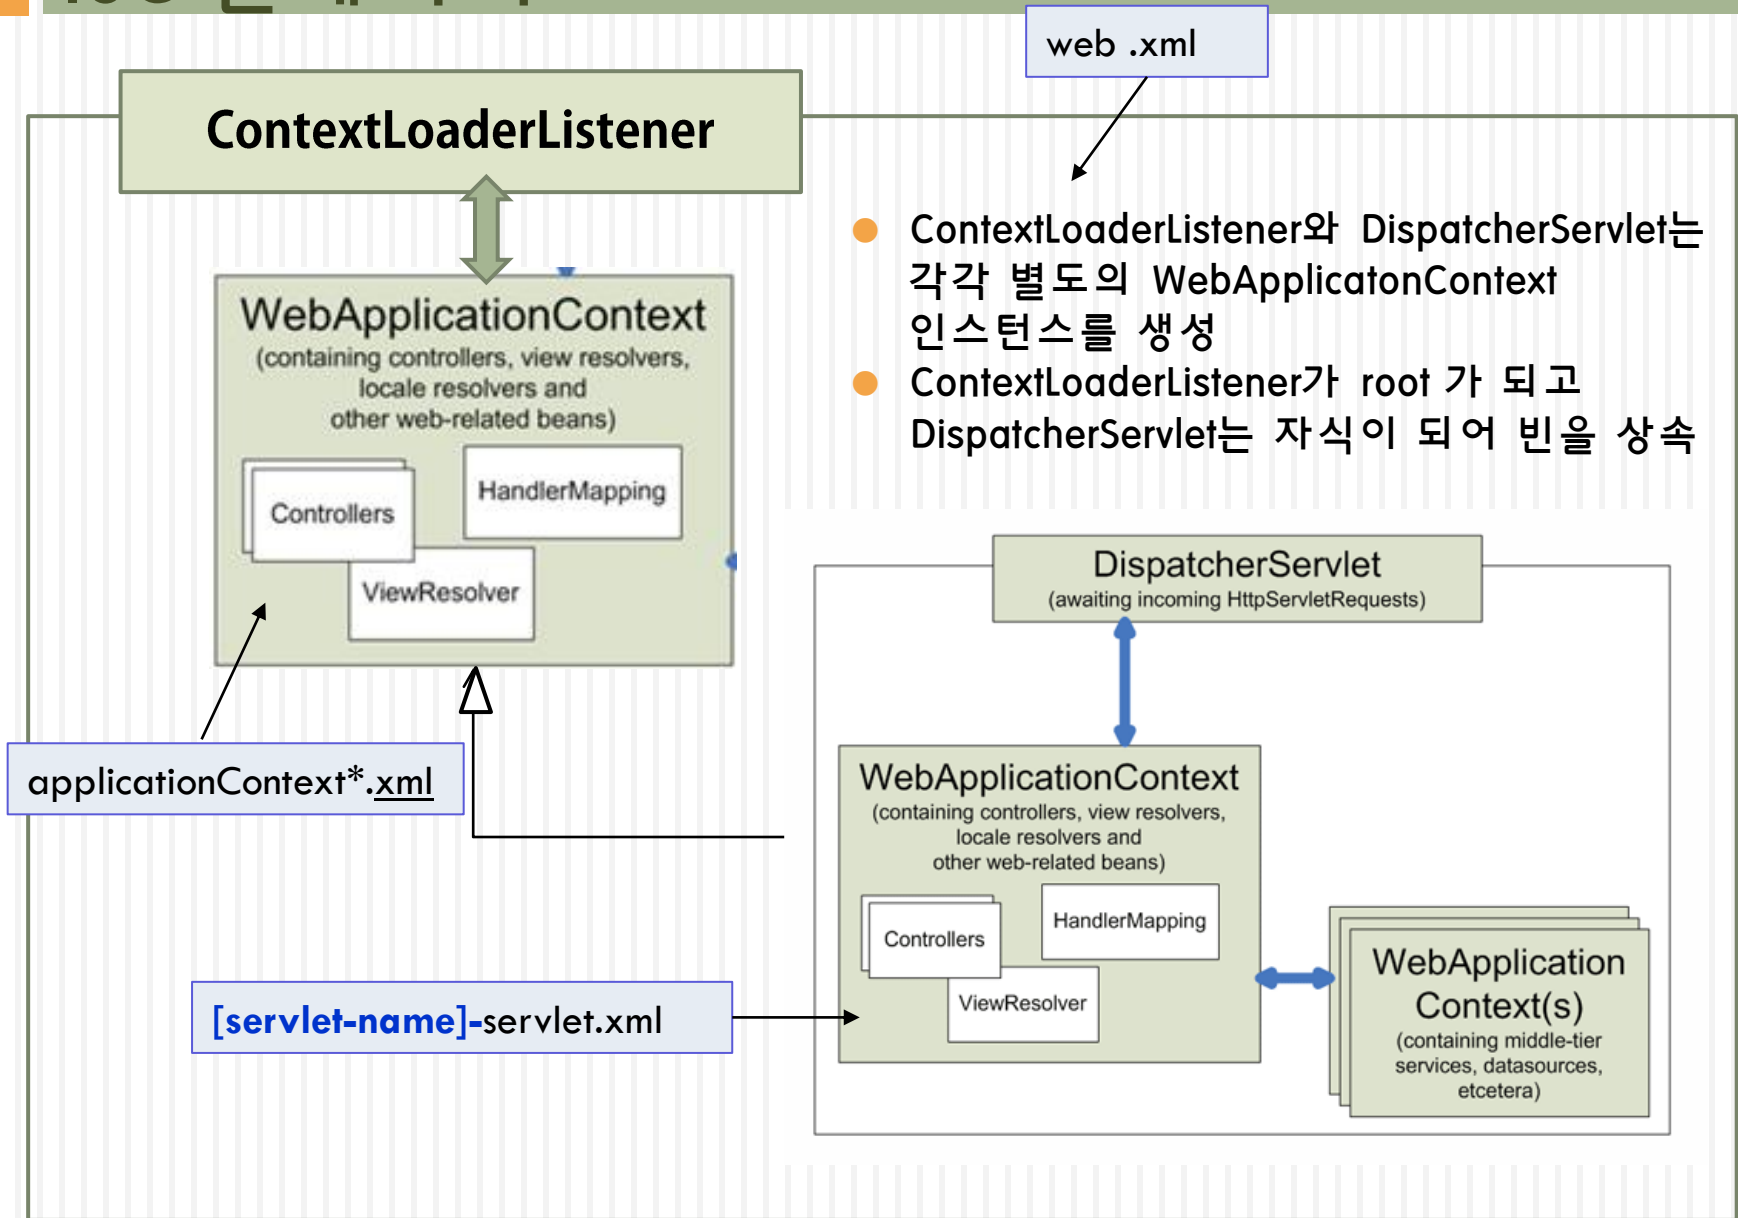 web .xml
ContextLoaderListener
ContextLoaderListener와 DispatcherServlet는
각각 별도의 WebApplicatonContext
인스턴스를 생성
ContextLoaderListener가 root 가 되고
DispatcherServlet는 자식이 되어 빈을 상속
WebApplicationContext
(containing controllers, view resolvers,
locale resolvers and
other web-related beans)
HandlerMapping
Controllers
ViewResolver
applicationContext*.xml
DispatcherServlet
(awaiting incoming HttpServletRequests)
WebApplicationContext
(containing controllers, view resolvers,
locale resolvers and
other web-related beans)
HandlerMapping
Controllers
ViewResolver
[servlet-name]-servlet.xml
WebApplication
Context(s)
(containing middle-tier
services, datasources,
etcetera)